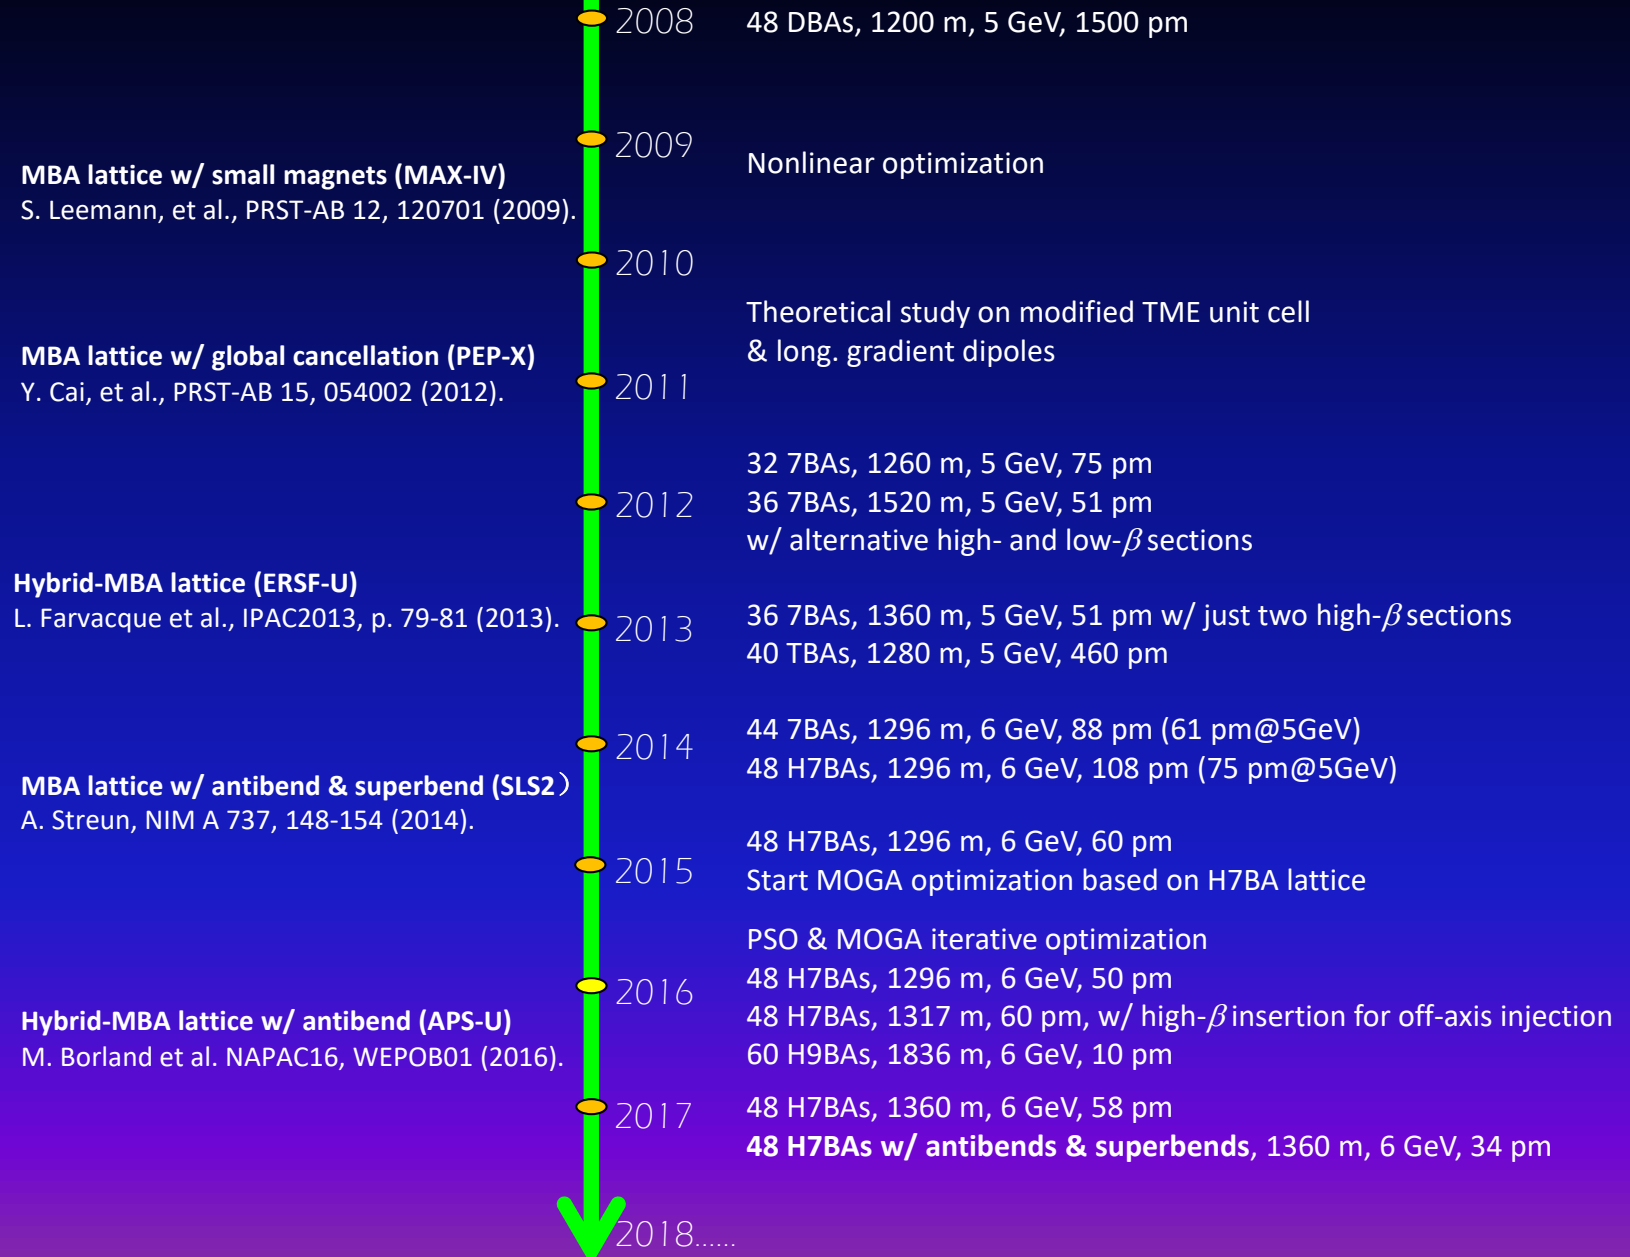 2008
48 DBAs, 1200 m, 5 GeV, 1500 pm
2009
Nonlinear optimization
MBA lattice w/ small magnets (MAX-IV)
S. Leemann, et al., PRST-AB 12, 120701 (2009).
2010
Theoretical study on modified TME unit cell
& long. gradient dipoles
MBA lattice w/ global cancellation (PEP-X)
Y. Cai, et al., PRST-AB 15, 054002 (2012).
2011
32 7BAs, 1260 m, 5 GeV, 75 pm
36 7BAs, 1520 m, 5 GeV, 51 pm
w/ alternative high- and low-β sections
2012
Hybrid-MBA lattice (ERSF-U)
L. Farvacque et al., IPAC2013, p. 79-81 (2013).
2013
36 7BAs, 1360 m, 5 GeV, 51 pm w/ just two high-β sections
40 TBAs, 1280 m, 5 GeV, 460 pm
2014
44 7BAs, 1296 m, 6 GeV, 88 pm (61 pm@5GeV)
48 H7BAs, 1296 m, 6 GeV, 108 pm (75 pm@5GeV)
MBA lattice w/ antibend & superbend (SLS2）
A. Streun, NIM A 737, 148-154 (2014).
2015
48 H7BAs, 1296 m, 6 GeV, 60 pm
Start MOGA optimization based on H7BA lattice
PSO & MOGA iterative optimization
48 H7BAs, 1296 m, 6 GeV, 50 pm
48 H7BAs, 1317 m, 60 pm, w/ high-β insertion for off-axis injection
60 H9BAs, 1836 m, 6 GeV, 10 pm
2016
Hybrid-MBA lattice w/ antibend (APS-U)
M. Borland et al. NAPAC16, WEPOB01 (2016).
2017
48 H7BAs, 1360 m, 6 GeV, 58 pm
48 H7BAs w/ antibends & superbends, 1360 m, 6 GeV, 34 pm
2018......